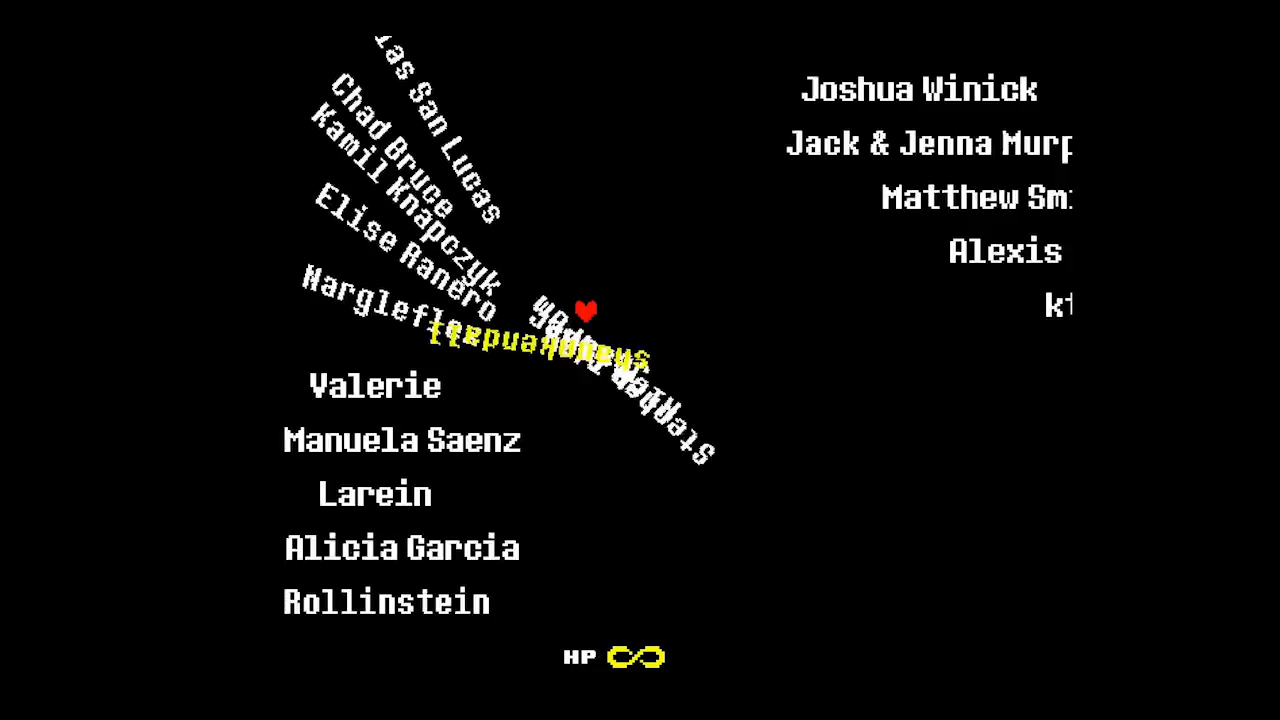 as San Lucas
Chad Bruce
Kamil Knapczyk
Elise Ranero
Joshua Winick
Jack & Jenna Murp
Matthew Sm
Alexis
Valerie
Manuela Saenz
Larein
Alicia Garcia
Rollinstein
HP ∞